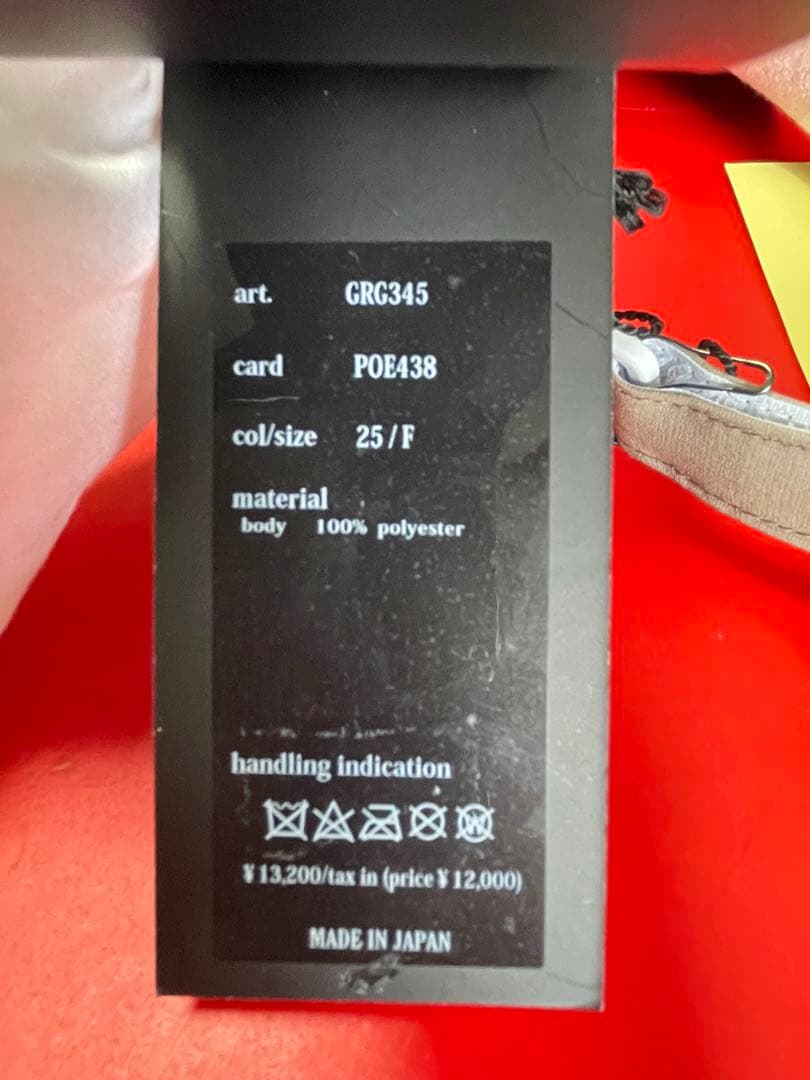 art. GRG345
card POE438
col/size 25 / F
material
body 100% polyester
handling indication
W
¥ 13,200/tax in (price ¥ 12,000)
MADE IN JAPAN